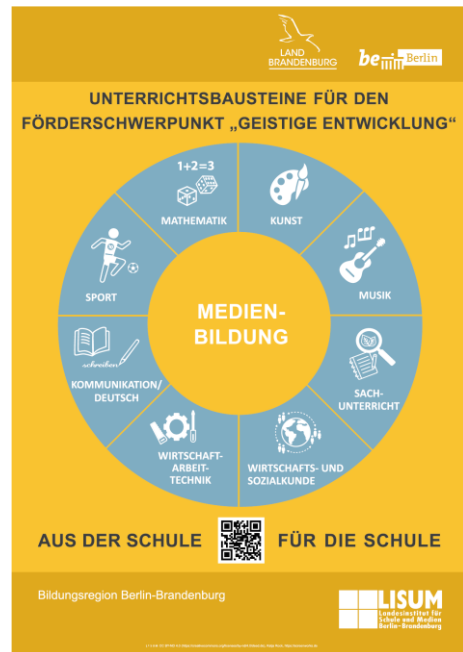 LAND
BRANDENBURG
be Berlin
UNTERRICHTSBAUSTEINE FÜR DEN
FÖRDERSCHWERPUNKT „GEISTIGE ENTWICKLUNG“
1+2=3
MATHEMATIK
KUNST
SPORT
MUSIK
MEDIEN-
BILDUNG
schreiben
KOMMUNIKATION/
DEUTSCH
SACH-
UNTERRICHT
WIRTSCHAFT-
ARBEIT-
TECHNIK
WIRTSCHAFTS- UND
SOZIALKUNDE
AUS DER SCHULE
FÜR DIE SCHULE
Bildungsregion Berlin-Brandenburg
LISUM
Landesinstitut für
Schule und Medien
Berlin-Brandenburg